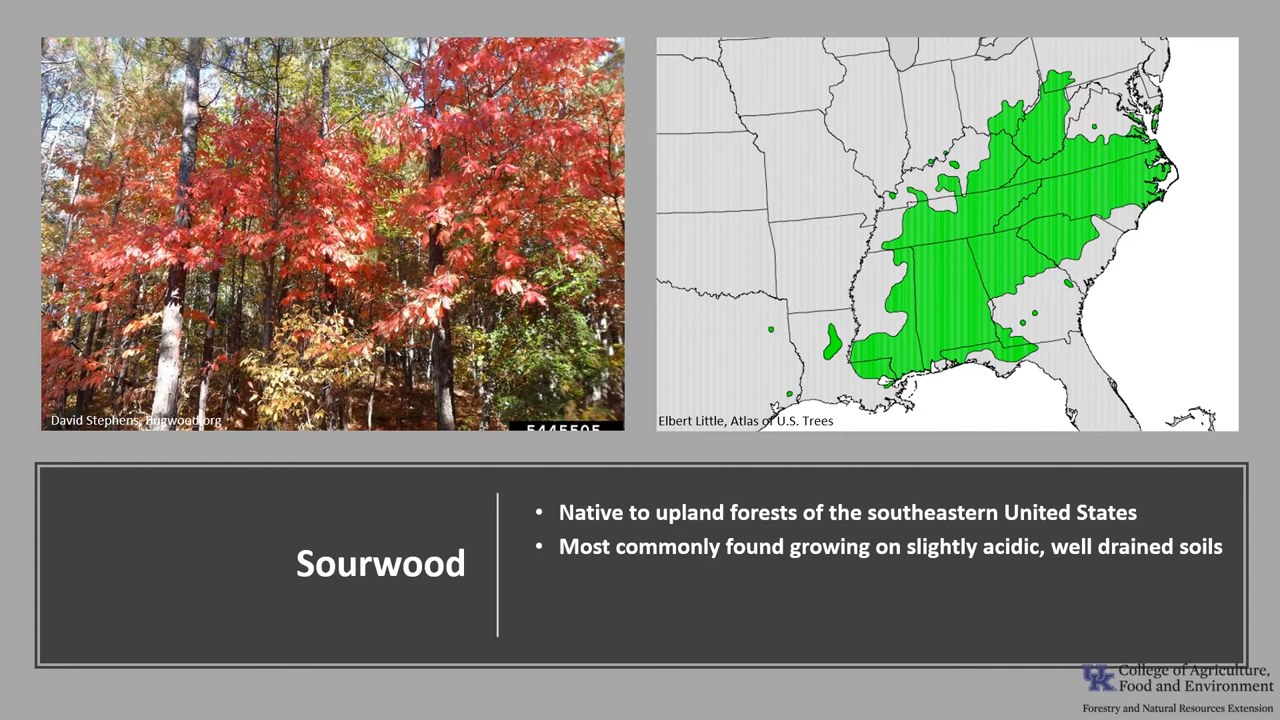 David Stephens, Bugwood.org
5445505
Elbert Little, Atlas of U.S. Trees
Sourwood
• Native to upland forests of the southeastern United States
• Most commonly found growing on slightly acidic, well drained soils
UK
College of Agriculture,
Food and Environment
Forestry and Natural Resources Extension